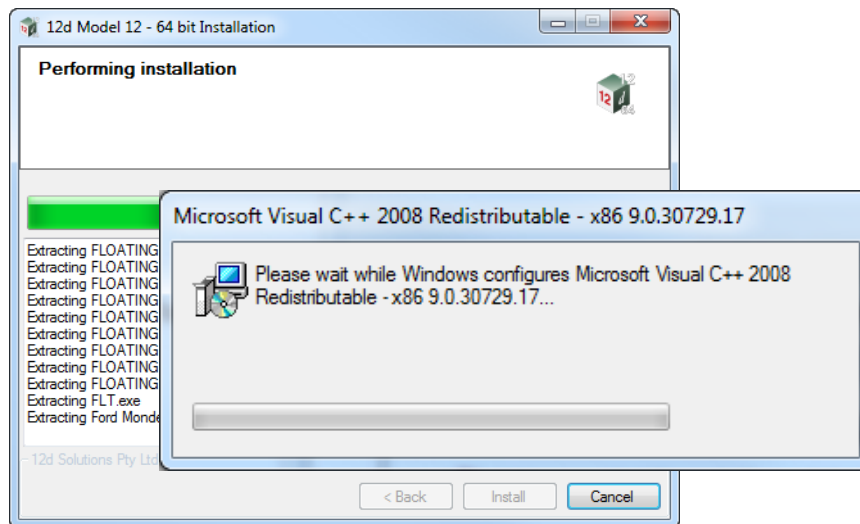 12d Model 12 - 64 bit Installation
Performing installation
12
12 d
64
Extracting FLOATING
Extracting FLOATING
Extracting FLOATING
Extracting FLOATING
Extracting FLOATING
Extracting FLOATING
Extracting FLOATING
Extracting FLOATING
Extracting FLOATING
Extracting FLT.exe
Extracting Ford Monde
12d Solutions Pty Ltd
< Back
Install
Cancel
Microsoft Visual C++ 2008 Redistributable - x86 9.0.30729.17
Please wait while Windows configures Microsoft Visual C++ 2008
Redistributable - x86 9.0.30729.17...